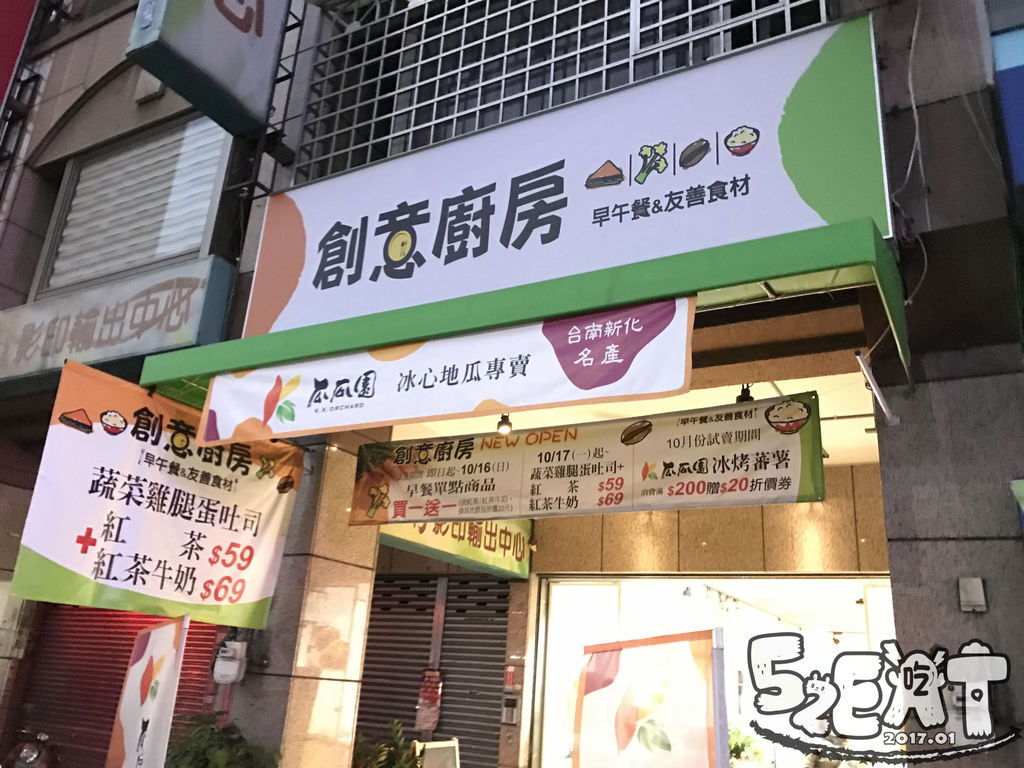 創意廚房
早午餐&友善食材
影印輸出中心
瓜瓜園
K.K. ORCHARD
冰心地瓜專賣
台南新化
名產
創意廚房
早午餐&友善食材
蔬菜雞腿蛋吐司
+
紅 茶 $59
紅茶牛奶 $69
創意廚房 NEW OPEN
即日起~10/16(日)
早餐單點商品
買一送一
10/17(一)起~
蔬菜雞腿蛋吐司+
紅 茶 $59
紅茶牛奶 $69
早午餐&友善食材
10月份試賣期間
瓜瓜園 冰烤蕃薯
消費滿 $200贈$20折價券
影印輸出中心
52EAT
吃
2017.01